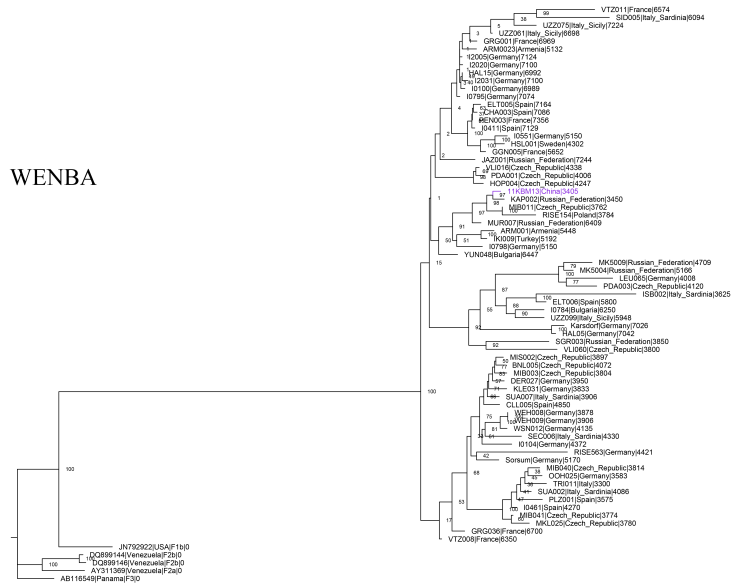 VTZ011|France|6574
SID005|Italy_Sardinia|6094
UZZ075|Italy_Sicily|7224
UZZ061|Italy_Sicily|6698
GRG001|France|6969
ARM0023|Armenia|5132
I2005|Germany|7124
I2020|Germany|7100
HAL15|Germany|6992
I2031|Germany|7100
I0100|Germany|6989
I0795|Germany|7074
ELT005|Spain|7164
CHA003|Spain|7086
PEN003|France|7356
I0411|Spain|7129
I0551|Germany|5150
HSL001|Sweden|4302
GGN005|France|5652
JAZ001|Russian_Federation|7244
VLI016|Czech_Republic|4338
PDA001|Czech_Republic|4006
HOP004|Czech_Republic|4247
WENBA
11KBM13|China|3405
KAP002|Russian_Federation|3450
MIB011|Czech_Republic|3762
RISE154|Poland|3784
MUR007|Russian_Federation|6409
ARM001|Armenia|5448
IKI009|Turkey|5192
I0798|Germany|5150
YUN048|Bulgaria|6447
MK5009|Russian_Federation|4709
MK5004|Russian_Federation|5166
LEU065|Germany|4008
PDA003|Czech_Republic|4120
ISB002|Italy_Sardinia|3625
ELT006|Spain|5800
I0784|Bulgaria|6250
UZZ099|Italy_Sicily|5948
Karsdorf|Germany|7026
HAL05|Germany|7042
SGR003|Russian_Federation|3850
VLI060|Czech_Republic|3800
MIS002|Czech_Republic|3897
BNL005|Czech_Republic|4072
MIB003|Czech_Republic|3804
DER027|Germany|3950
KLE031|Germany|3833
SUA007|Italy_Sardinia|3906
CLL005|Spain|4850
WEH008|Germany|3878
WEH009|Germany|3906
WSN012|Germany|4135
SEC006|Italy_Sardinia|4330
I0104|Germany|4372
RISE563|Germany|4421
Sorsum|Germany|5170
MIB040|Czech_Republic|3814
OOH025|Germany|3583
TRI011|Italy|3300
SUA002|Italy_Sardinia|4086
PLZ001|Spain|3575
I0461|Spain|4270
MIB041|Czech_Republic|3774
MKL025|Czech_Republic|3780
GRG036|France|6700
VTZ008|France|6350
JN792922|USA|F1b|0
DQ899144|Venezuela|F2b|0
DQ899146|Venezuela|F2b|0
AY311369|Venezuela|F2a|0
AB116549|Panama|F3|0